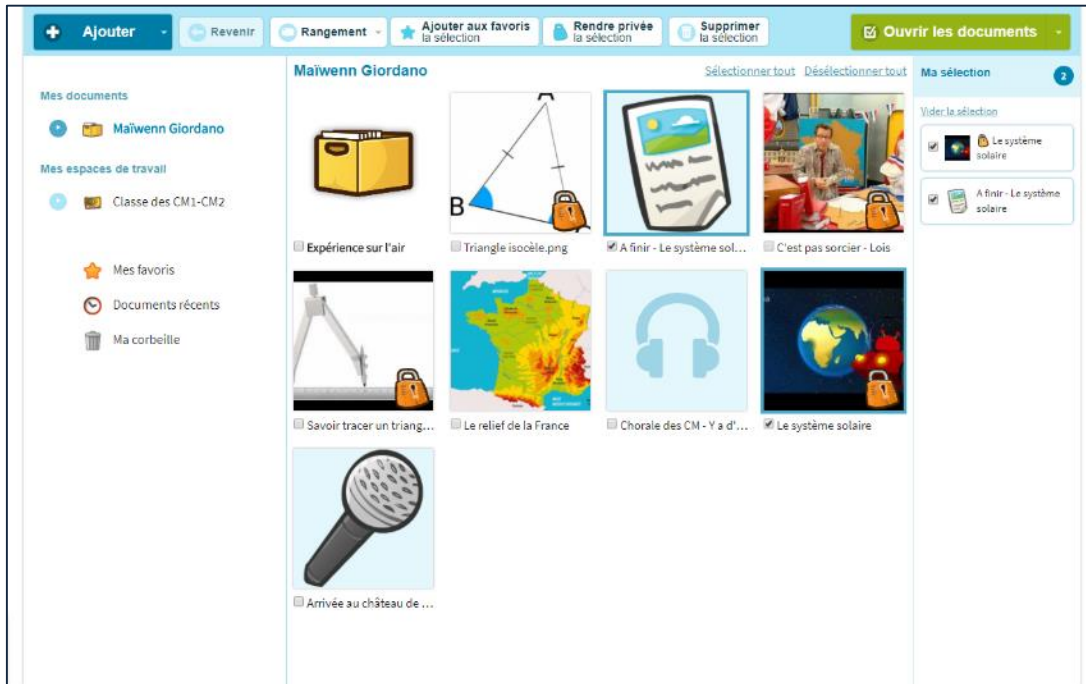 Ajouter
Revenir
Rangement
Ajouter aux favoris
la sélection
Rendre privée
la sélection
Supprimer
la sélection
Ouvrir les documents
Mes documents
Maïwenn Giordano
Mes espaces de travail
Classe des CM1-CM2
Mes favoris
Documents récents
Ma corbeille
Maïwenn Giordano
Sélectionner tout Désélectionner tout
A
B
Expérience sur l'air
Triangle isocèle.png
A finir - Le système sol...
C'est pas sorcier - Lois
Savoir tracer un triang...
Le relief de la France
Chorale des CM - Y a d'...
Le système solaire
Arrivée au château de ...
Ma sélection
2
Vider la sélection
Le système
solaire
A finir - Le système
solaire